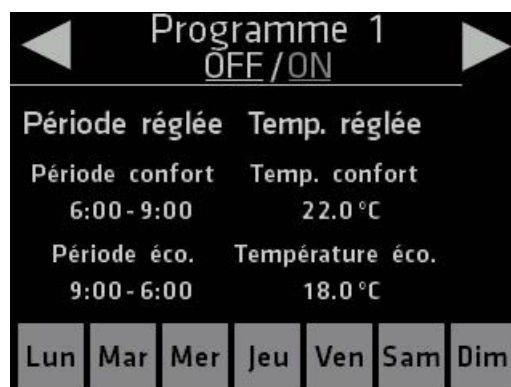 Programme 1
OFF/ON
Période réglée Temp. réglée
Période confort Temp. confort
6:00-9:00 22.0°C
Période éco. Température éco.
9:00-6:00 18.0°C
Lun Mar Mer Jeu Ven Sam Dim